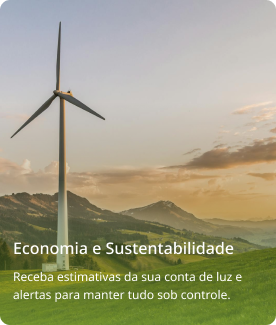 Economia e Sustentabilidade
Receba estimativas da sua conta de luz e
alertas para manter tudo sob controle.